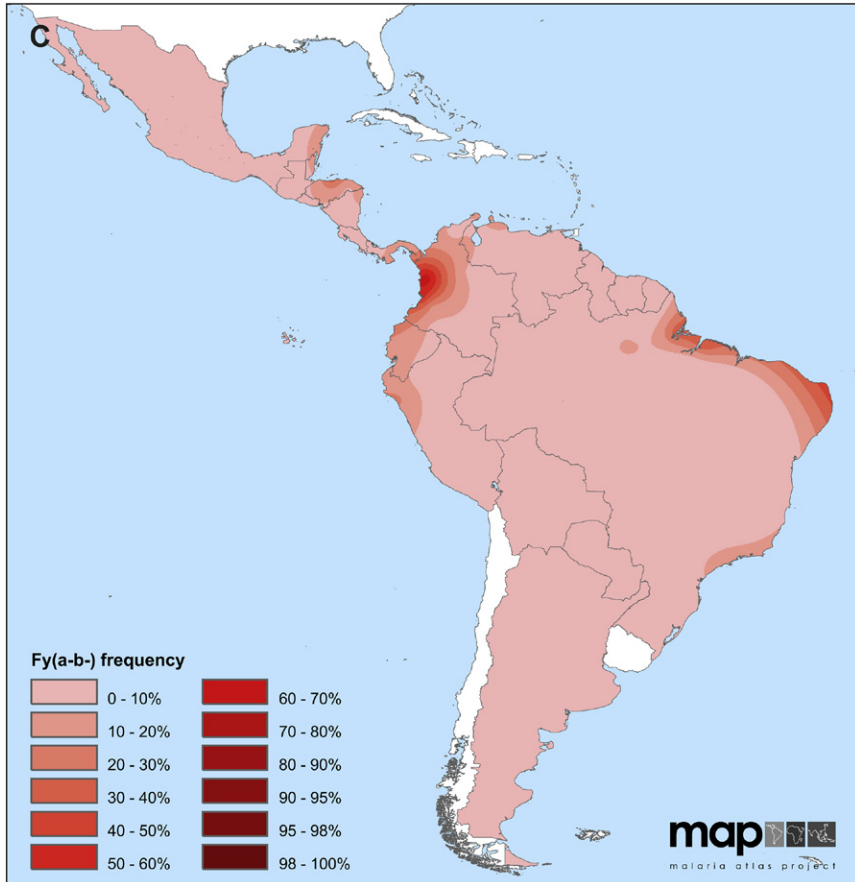 C
Fy(a-b-) frequency
0 - 10%
10 - 20%
20 - 30%
30 - 40%
40 - 50%
50 - 60%
60 - 70%
70 - 80%
80 - 90%
90 - 95%
95 - 98%
98 - 100%
map
malaria atlas project